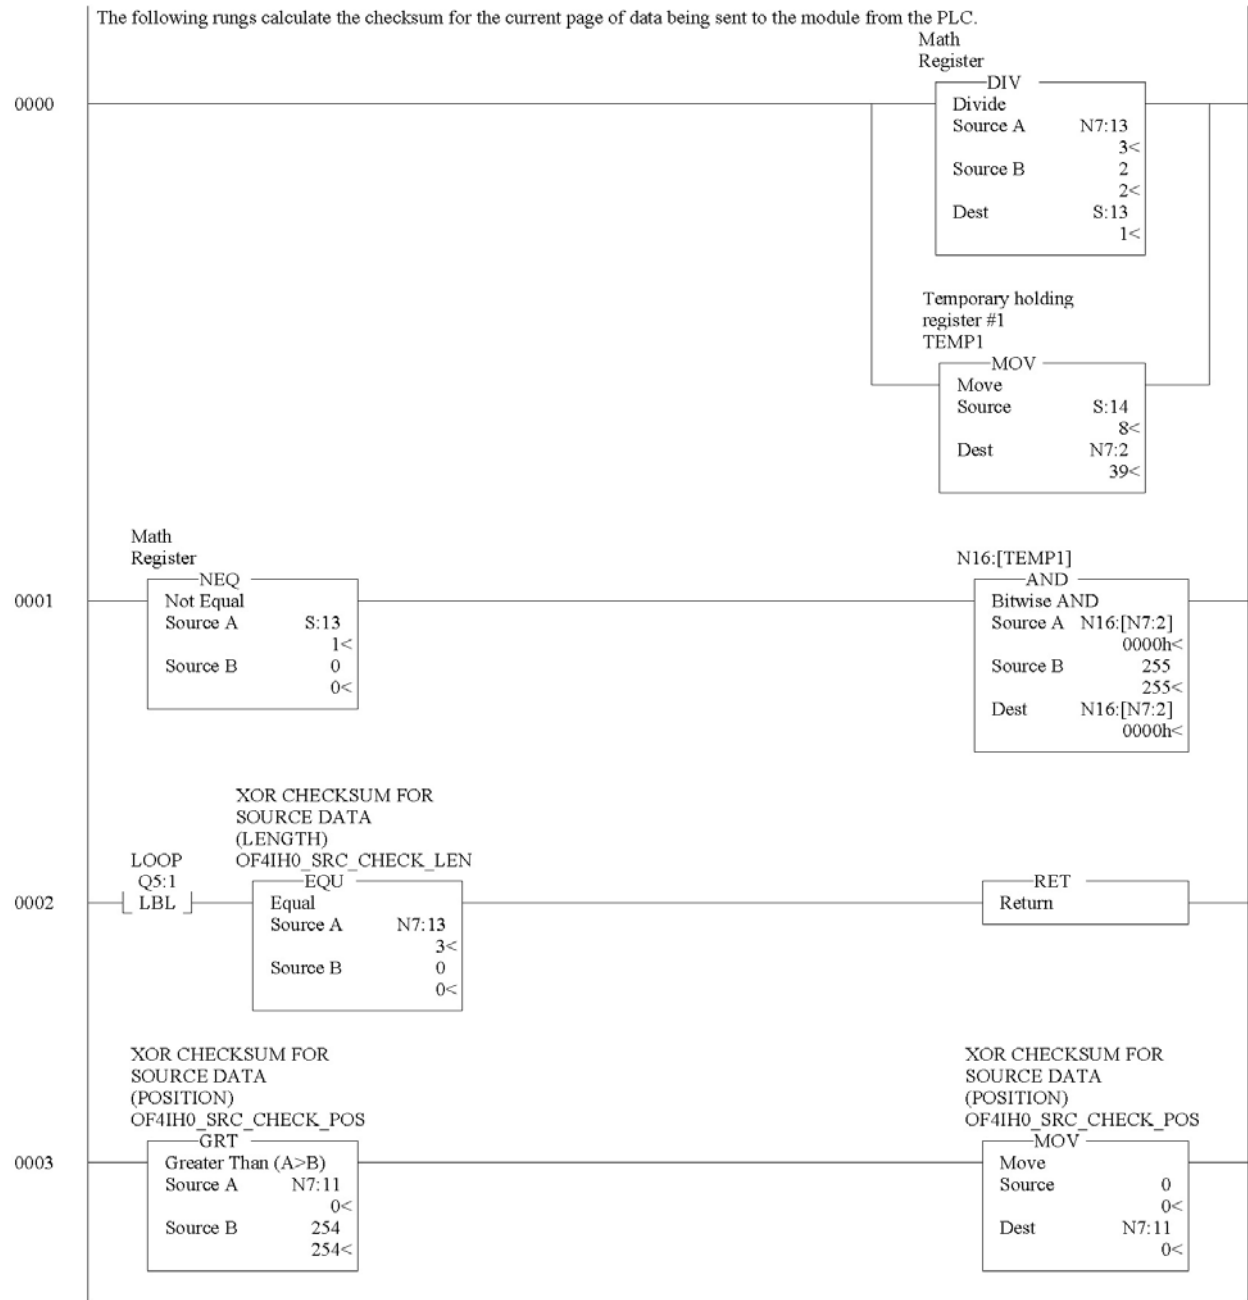 The following rungs calculate the checksum for the current page of data being sent to the module from the PLC.
Math
Register
DIV
0000
Divide
Source A N7:13
3<
Source B 2
2<
Dest S:13
1<
Temporary holding
register #1
TEMP1
MOV
Move
Source S:14
8<
Dest N7:2
39<
Math
Register
NEQ
0001
Not Equal
Source A S:13
1<
Source B 0
0<
N16:[TEMP1]
AND
Bitwise AND
Source A N16:[N7:2]
0000h<
Source B 255
255<
Dest N16:[N7:2]
0000h<
XOR CHECKSUM FOR
SOURCE DATA
(LENGTH)
OF4IH0_SRC_CHECK_LEN
LOOP
Q5:1
LBL
0002
EQU
Equal
Source A N7:13
3<
Source B 0
0<
RET
Return
XOR CHECKSUM FOR
SOURCE DATA
(POSITION)
OF4IH0_SRC_CHECK_POS
GRT
0003
Greater Than (A>B)
Source A N7:11
0<
Source B 254
254<
XOR CHECKSUM FOR
SOURCE DATA
(POSITION)
OF4IH0_SRC_CHECK_POS
MOV
Move
Source 0
0<
Dest N7:11
0<